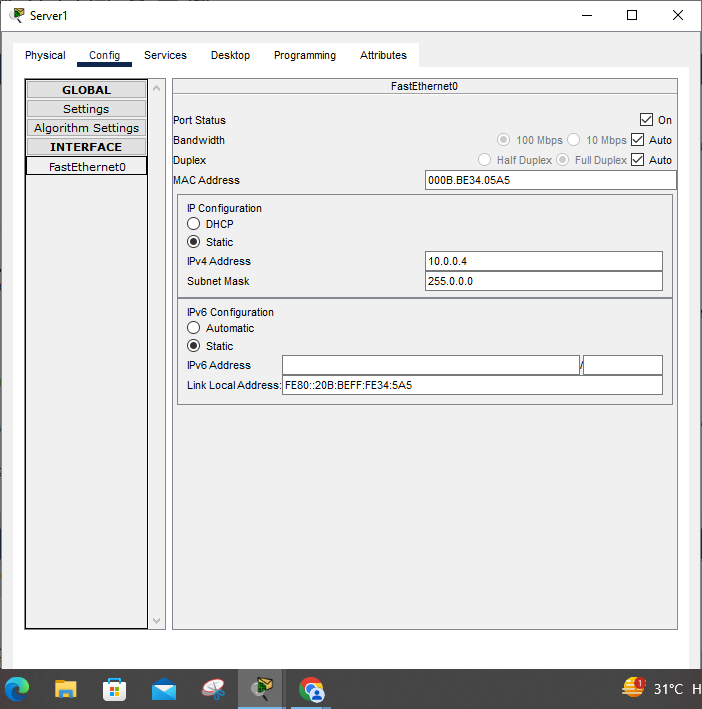 Server1
Physical Config Services Desktop Programming Attributes
GLOBAL
Settings
Algorithm Settings
INTERFACE
FastEthernet0
FastEthernet0
Port Status On
Bandwidth 100 Mbps 10 Mbps Auto
Duplex Half Duplex Full Duplex Auto
MAC Address 000B.BE34.05A5
IP Configuration
DHCP
Static
IPv4 Address 10.0.0.4
Subnet Mask 255.0.0.0
IPv6 Configuration
Automatic
Static
IPv6 Address /
Link Local Address: FE80::20B:BEFF:FE34:5A5
1 31°C H